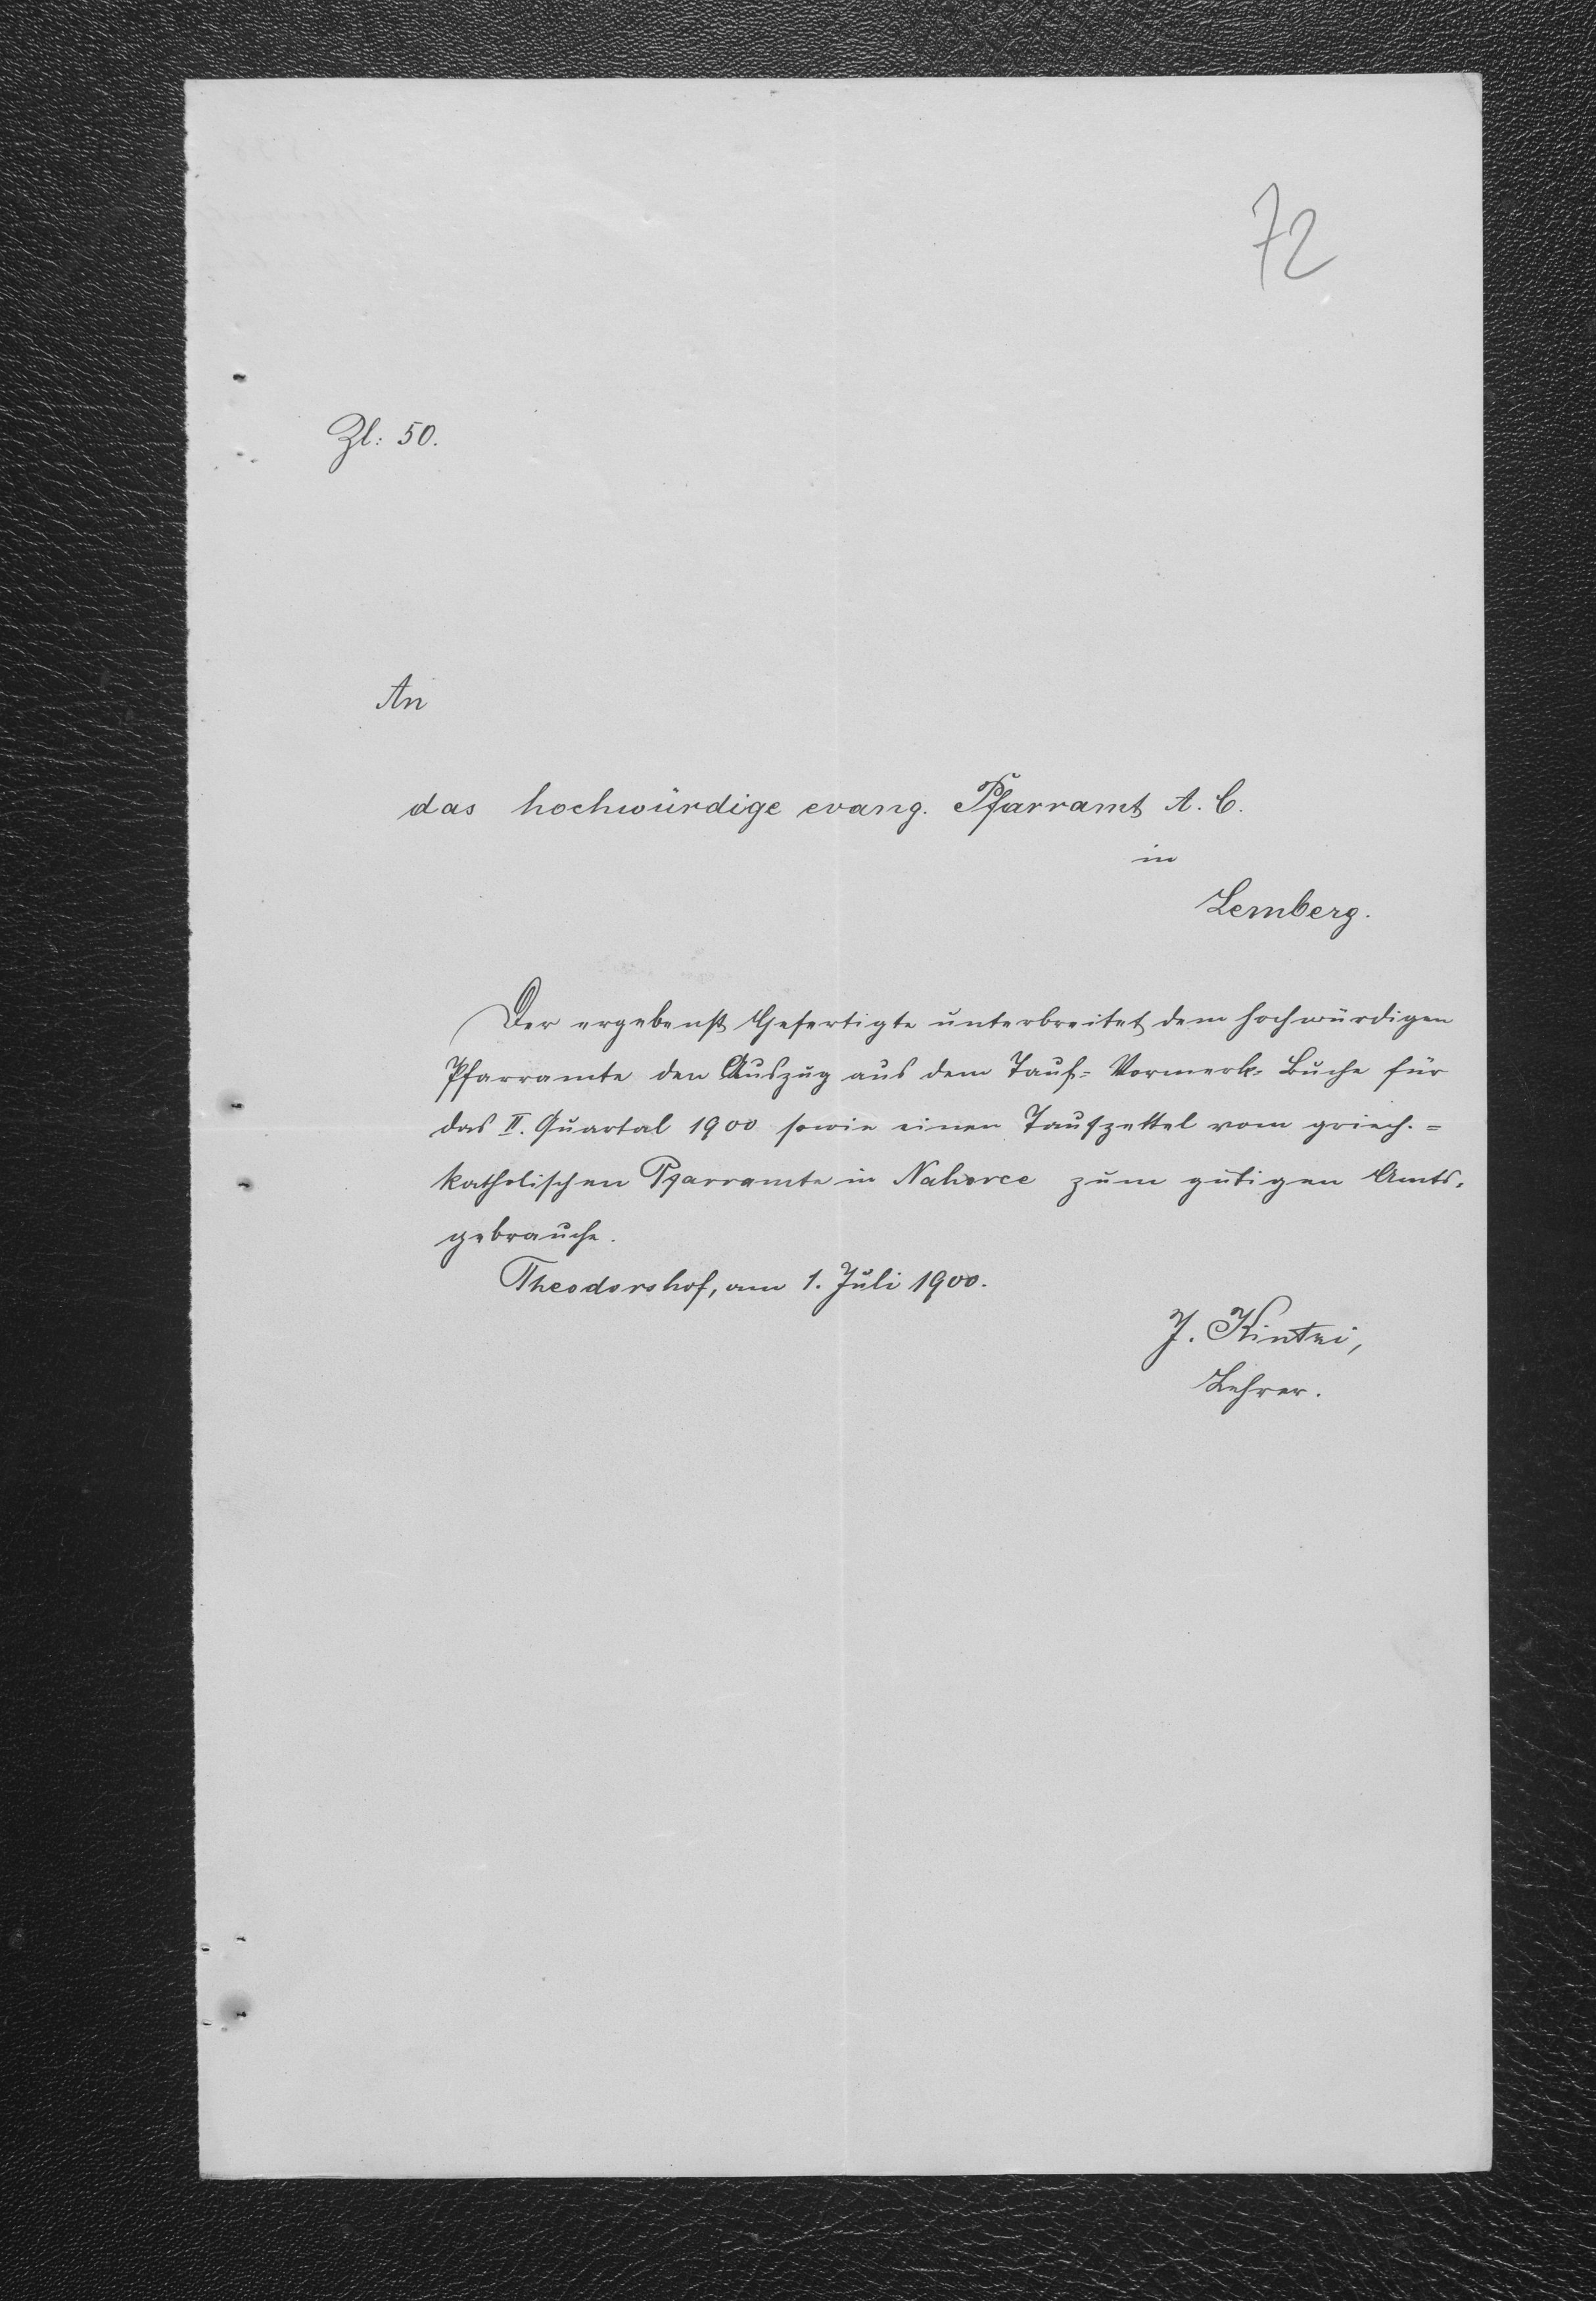 72
Zl: 50.
An
das hochwürdige evang. Pfarramt A. C.
in
Lemberg.
Der ergebenst Gefertigte unterbreitet dem hochwürdigen
Pfarramte den Auszug aus dem Tauf= Vormerk= Buche für
das II. Quartal 1900 sowie einen Taufzettel vom griech.=
katholischen Pfarramte in Nahorce zum gütigen Amts=
gebrauche.
Theodorshof, am 1. Juli 1900.
J. Kintzi,
Lehrer.